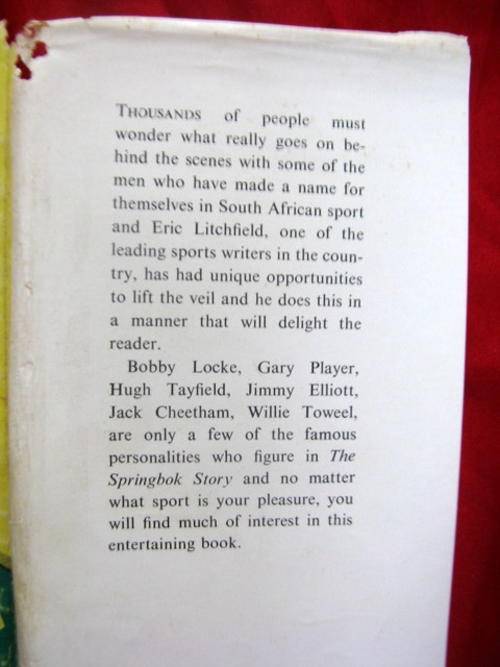 THOUSANDS of people must
wonder what really goes on be-
hind the scenes with some of the
men who have made a name for
themselves in South African sport
and Eric Litchfield, one of the
leading sports writers in the coun-
try, has had unique opportunities
to lift the veil and he does this in
a manner that will delight the
reader.
Bobby Locke, Gary Player,
Hugh Tayfield, Jimmy Elliott,
Jack Cheetham, Willie Toweel,
are only a few of the famous
personalities who figure in The
Springbok Story and no matter
what sport is your pleasure, you
will find much of interest in this
entertaining book.